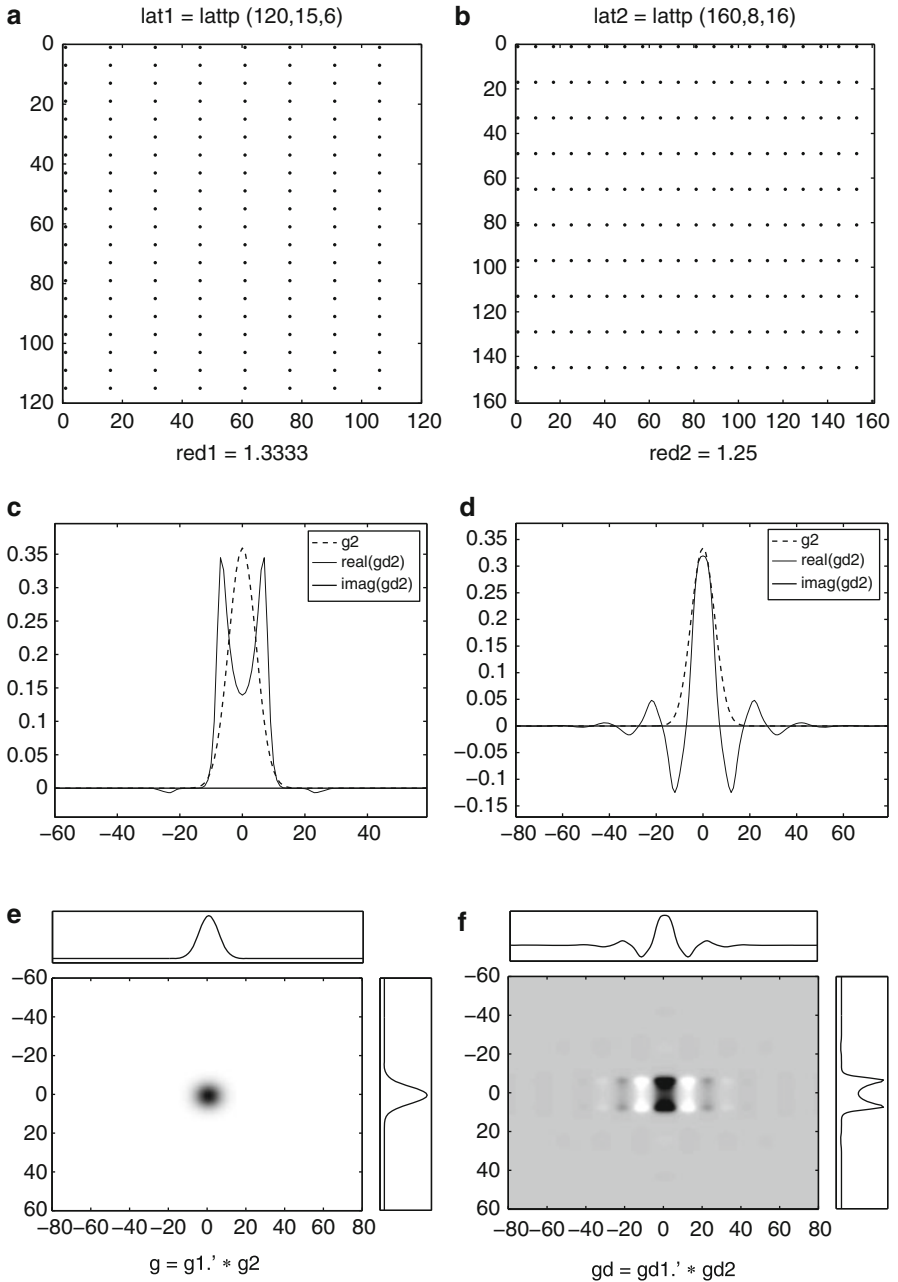 a
lat1 = lattp (120,15,6)
0
20
40
60
80
100
120
0 20 40 60 80 100 120
red1 = 1.3333
b
lat2 = lattp (160,8,16)
0
20
40
60
80
100
120
140
160
0 20 40 60 80 100 120 140 160
red2 = 1.25
c
0.35
0.3
0.25
0.2
0.15
0.1
0.05
0
g2
real(gd2)
imag(gd2)
−60 −40 −20 0 20 40
d
0.35
0.3
0.25
0.2
0.15
0.1
0.05
0
−0.05
−0.1
−0.15
g2
real(gd2)
imag(gd2)
−80 −60 −40 −20 0 20 40 60
e
−60
−40
−20
0
20
40
60
−80 −60 −40 −20 0 20 40 60 80
g = g1.' * g2
f
−60
−40
−20
0
20
40
60
−80 −60 −40 −20 0 20 40 60 80
gd = gd1.' * gd2